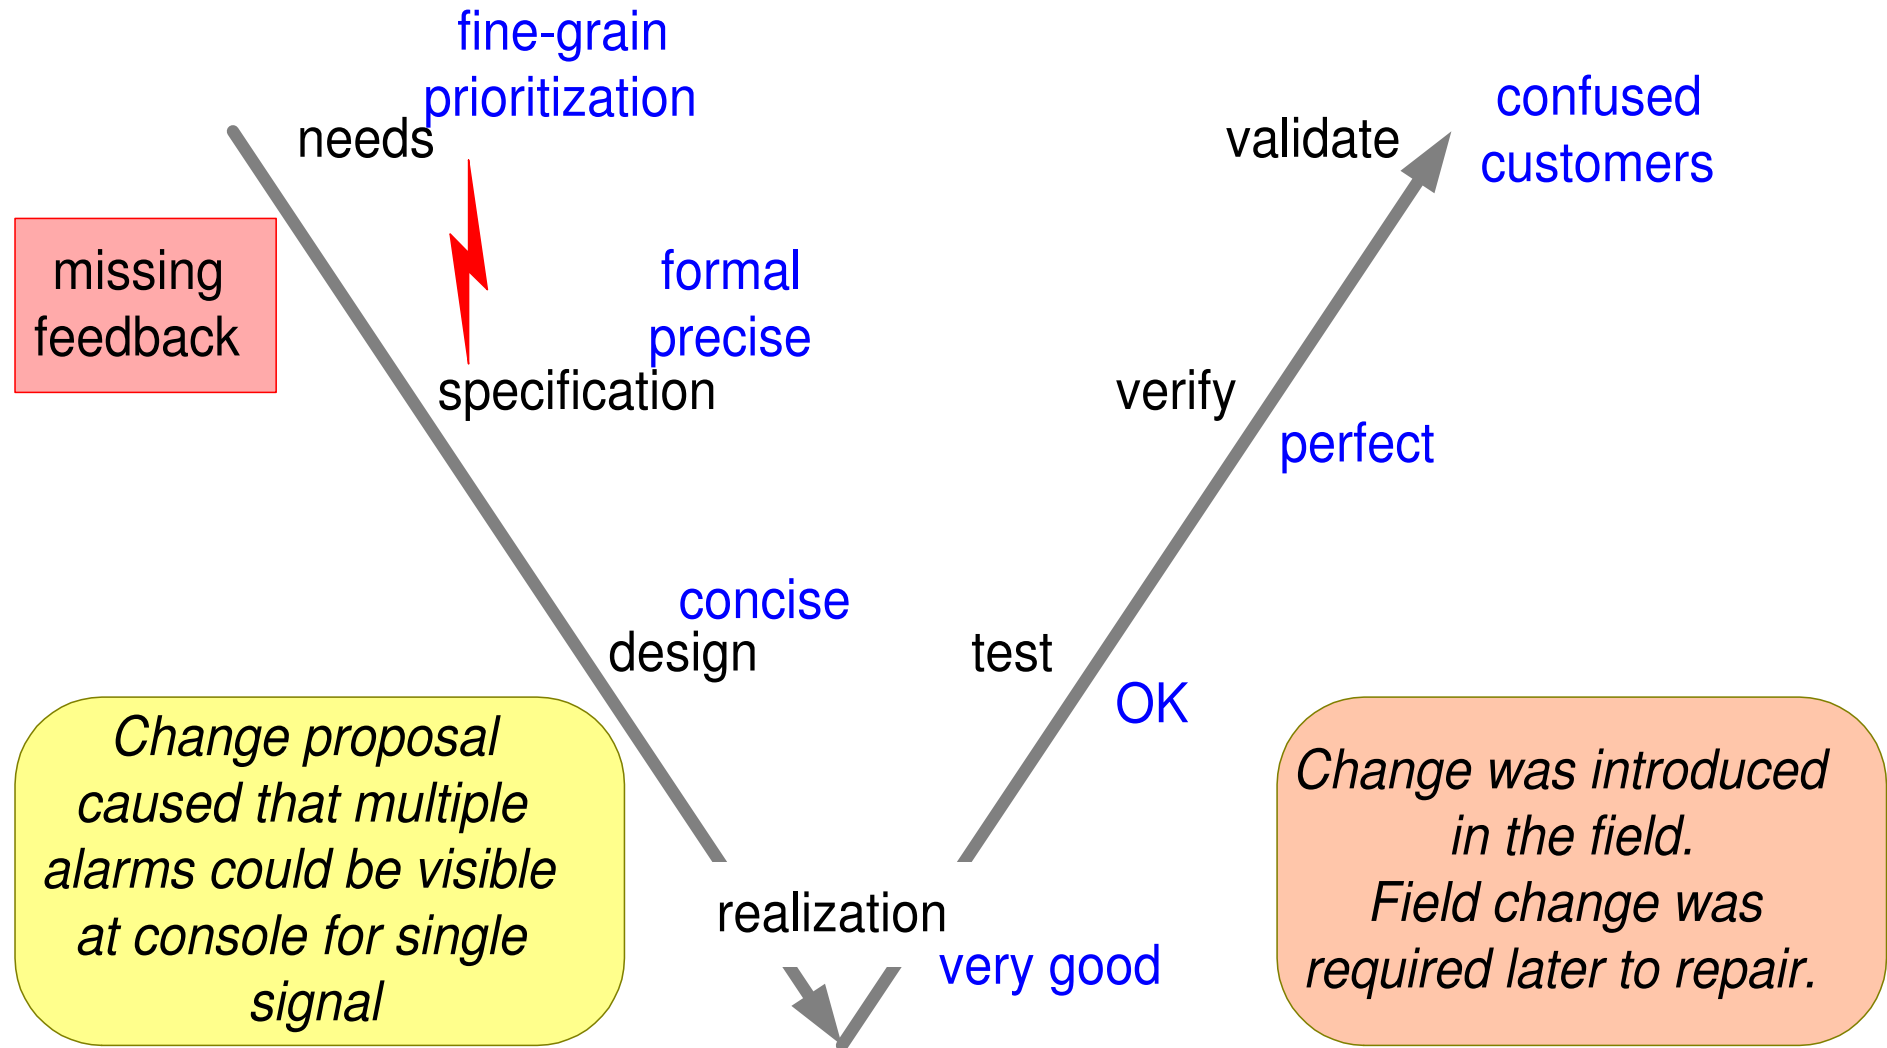 fine-grain
prioritization
needs
missing
feedback
formal
precise
specification
concise
design
realization
very good
test
OK
verify
perfect
validate
confused
customers
Change proposal
caused that multiple
alarms could be visible
at console for single
signal
Change was introduced
in the field.
Field change was
required later to repair.